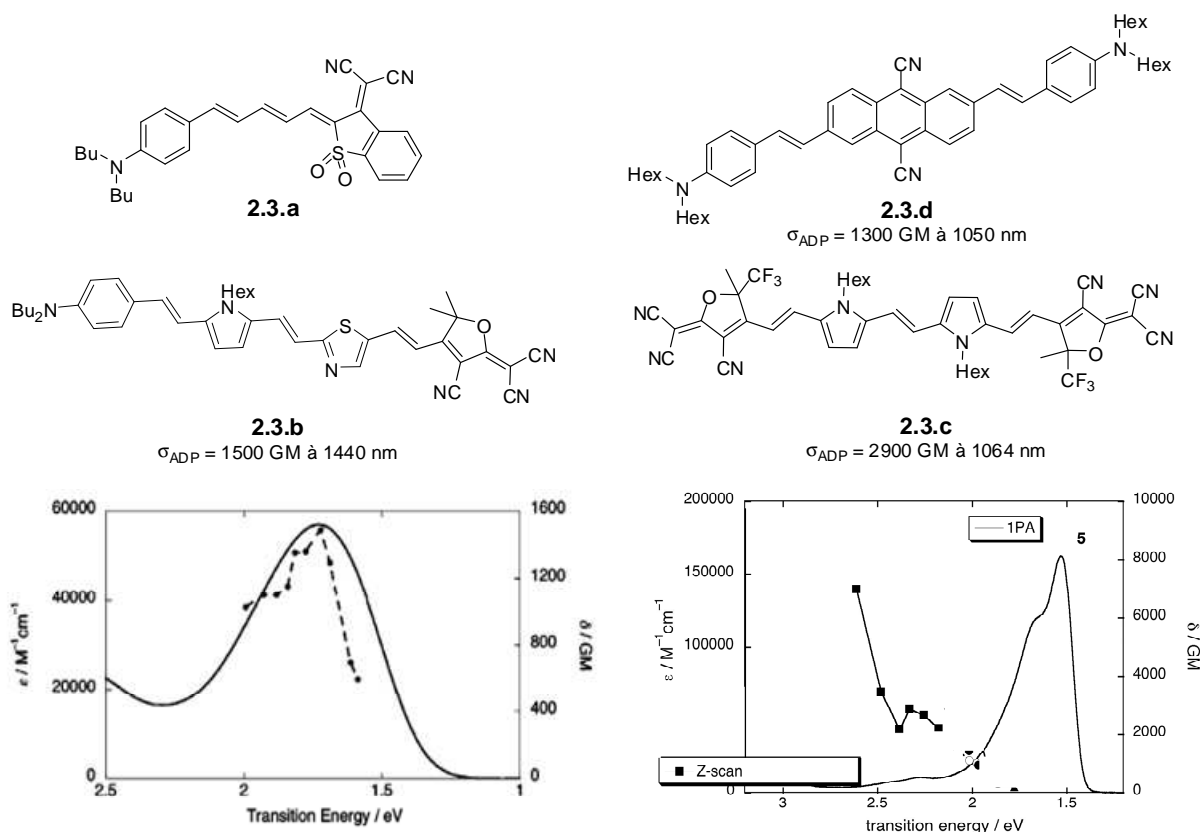 NC
CN
Bu
N
Bu
S
O
O
2.3.a
CN
N
Hex
Hex
Hex
N
Hex
CN
2.3.d
σADP = 1300 GM à 1050 nm
Bu2N
Hex
N
S
N
O
NC
CN
CN
2.3.b
σADP = 1500 GM à 1440 nm
O
CF3
NC
NC
CN
Hex
N
N
Hex
CN
CN
CN
O
CF3
2.3.c
σADP = 2900 GM à 1064 nm
60000
40000
20000
0
ε / M⁻¹cm⁻¹
1600
1200
800
400
0
δ / GM
2.5
2
1.5
1
Transition Energy / eV
200000
150000
100000
50000
0
ε / M⁻¹cm⁻¹
1PA
5
Z-scan
10000
8000
6000
4000
2000
0
δ / GM
3
2.5
2
1.5
transition energy / eV